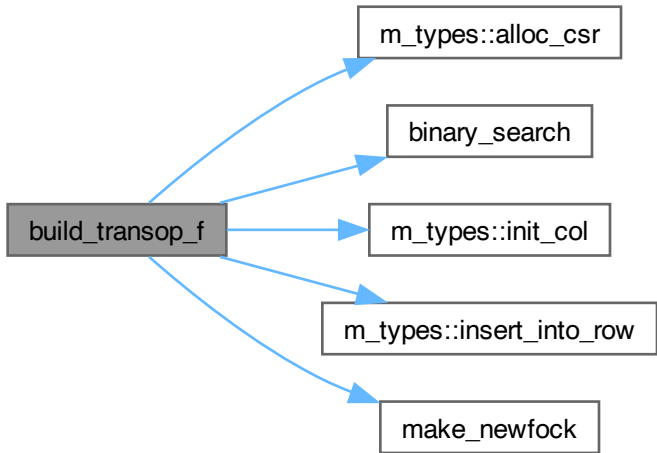 m_types::alloc_csr
binary_search
build_transop_f
m_types::init_col
m_types::insert_into_row
make_newfock